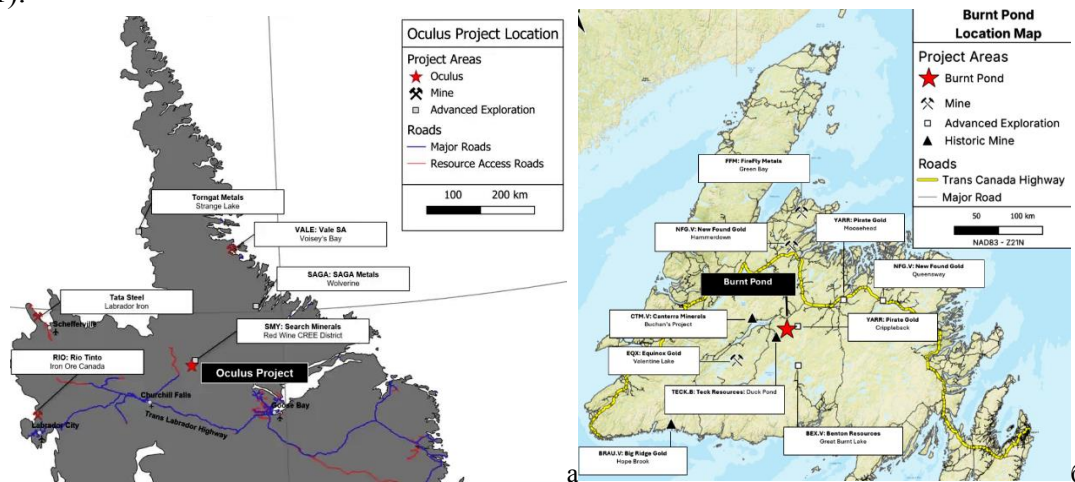 Oculus Project Location
Project Areas
Oculus
Mine
Advanced Exploration
Roads
Major Roads
Resource Access Roads
100 200 km
Torngat Metals
Strange Lake
VALE: Vale SA
Voisey's Bay
SAGA: SAGA Metals
Wolverine
Tata Steel
Labrador Iron
Schefferville
SMY: Search Minerals
Red Wine CREE District
RIO: Rio Tinto
Iron Ore Canada
Oculus Project
Churchill Falls
Goose Bay
Trans Labrador Highway
Labrador City
а
Burnt Pond
Location Map
Project Areas
Burnt Pond
Mine
Advanced Exploration
Historic Mine
Roads
Trans Canada Highway
Major Road
50 100 km
NAD83 - Z21N
FFM: FireFly Metals
Green Bay
YARR: Pirate Gold
Moosehead
NFG.V: New Found Gold
Hammerdown
NFG.V: New Found Gold
Queensway
Burnt Pond
CTM.V: Canterra Minerals
Buchan's Project
YARR: Pirate Gold
Crippleback
EQX: Equinox Gold
Valentine Lake
TECK.B: Teck Resources: Duck Pond
BEX.V: Benton Resources
Great Burnt Lake
BRAU.V: Big Ridge Gold
Hope Brook